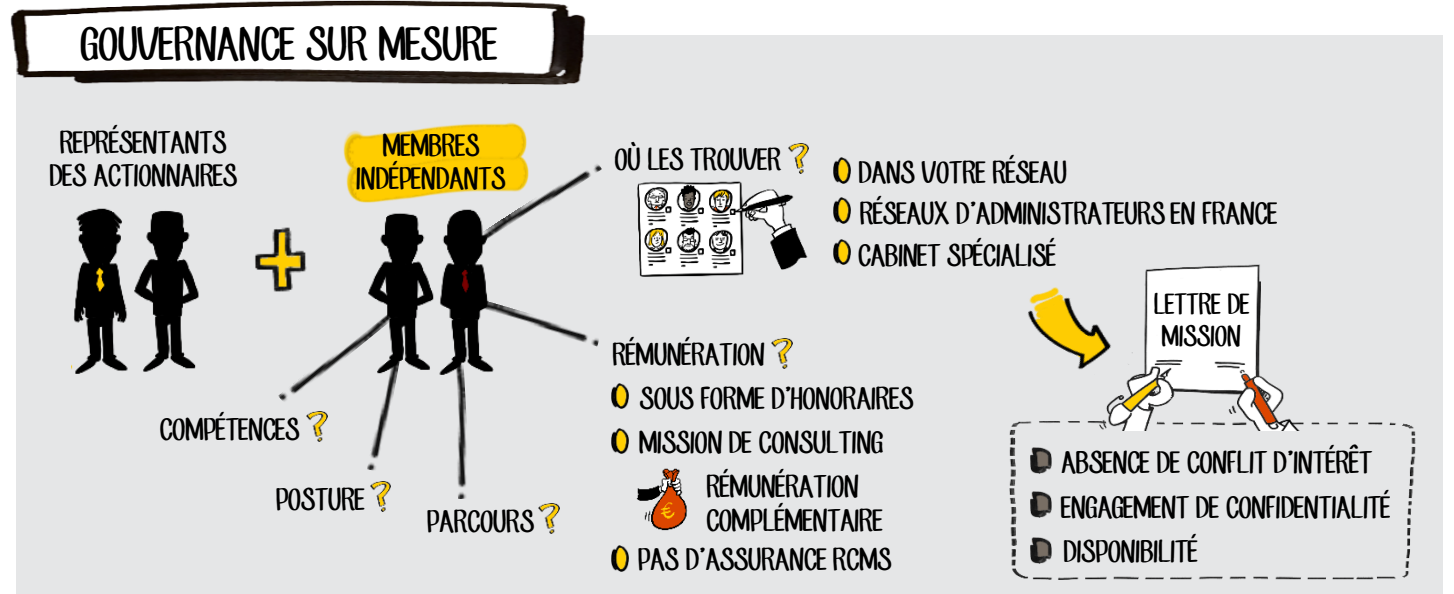 GOUVERNANCE SUR MESURE
REPRÉSENTANTS
DES ACTIONNAIRES
MEMBRES
INDÉPENDANTS
OÙ LES TROUVER ?
DANS VOTRE RÉSEAU
RÉSEAUX D'ADMINISTRATEURS EN FRANCE
CABINET SPÉCIALISÉ
LETTRE DE
MISSION
RÉMUNÉRATION ?
SOUS FORME D'HONORAIRES
MISSION DE CONSULTING
€
RÉMUNÉRATION
COMPLÉMENTAIRE
PAS D'ASSURANCE RCMS
COMPÉTENCES ?
POSTURE ?
PARCOURS ?
ABSENCE DE CONFLIT D'INTÉRÊT
ENGAGEMENT DE CONFIDENTIALITÉ
DISPONIBILITÉ